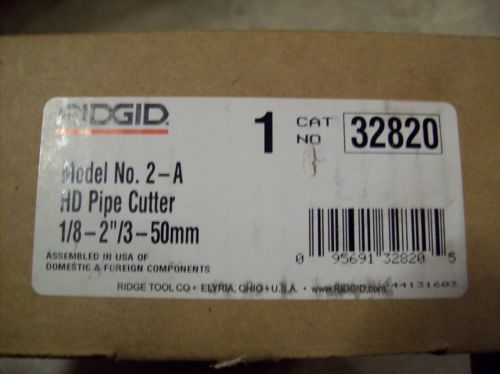 RIDGID
1 CAT NO 32820
Model No. 2-A
HD Pipe Cutter
1/8-2"/3-50mm
ASSEMBLED IN USA OF
DOMESTIC & FOREIGN COMPONENTS
0 95691 32820 5
RIDGE TOOL CO • ELYRIA, OHIO • U.S.A. • www.RIDGID.com 44131603